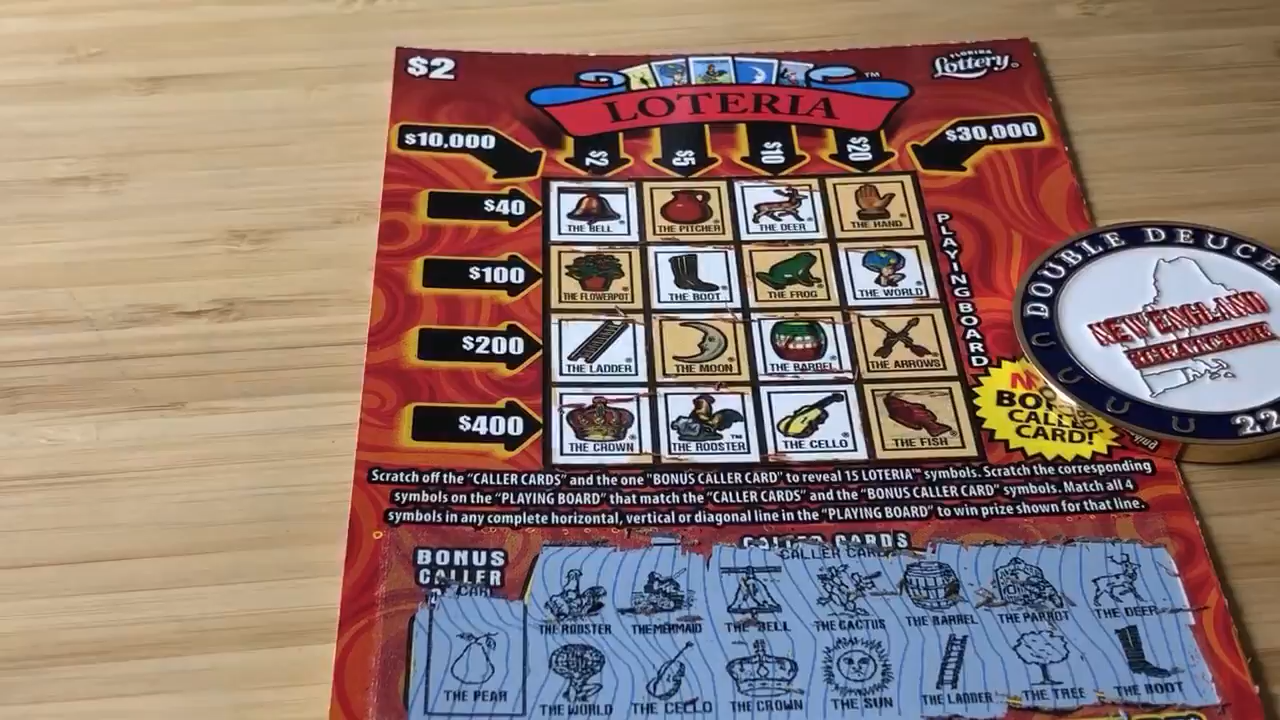 $2
FLORIDA
Lottery
LOTERIA™
$10,000
$2
$5
$10
$20
$30,000
$40
THE BELL
THE PITCHER
THE DEER
THE HAND
$100
THE FLOWERPOT
THE BOOT
THE FROG
THE WORLD
$200
THE LADDER
THE MOON
THE BARREL
THE ARROWS
$400
THE CROWN
THE ROOSTER
THE CELLO
THE FISH
PLAYING BOARD
DOUBLE DEUCE
NEW ENGLAND
CALLER
CARD!
Scratch off the "CALLER CARDS" and the one "BONUS CALLER CARD" to reveal 15 LOTERIA™ symbols. Scratch the corresponding
symbols on the "PLAYING BOARD" that match the "CALLER CARDS" and the "BONUS CALLER CARD" symbols. Match all 4
symbols in any complete horizontal, vertical or diagonal line in the "PLAYING BOARD" to win prize shown for that line.
BONUS
CALLER
CARD
CALLER CARDS
CALLER CARDS
THE ROOSTER
THE MERMAID
THE BELL
THE CACTUS
THE BARREL
THE PARROT
THE DEER
THE PEAR
THE WORLD
THE CELLO
THE CROWN
THE SUN
THE LADDER
THE TREE
THE BOOT